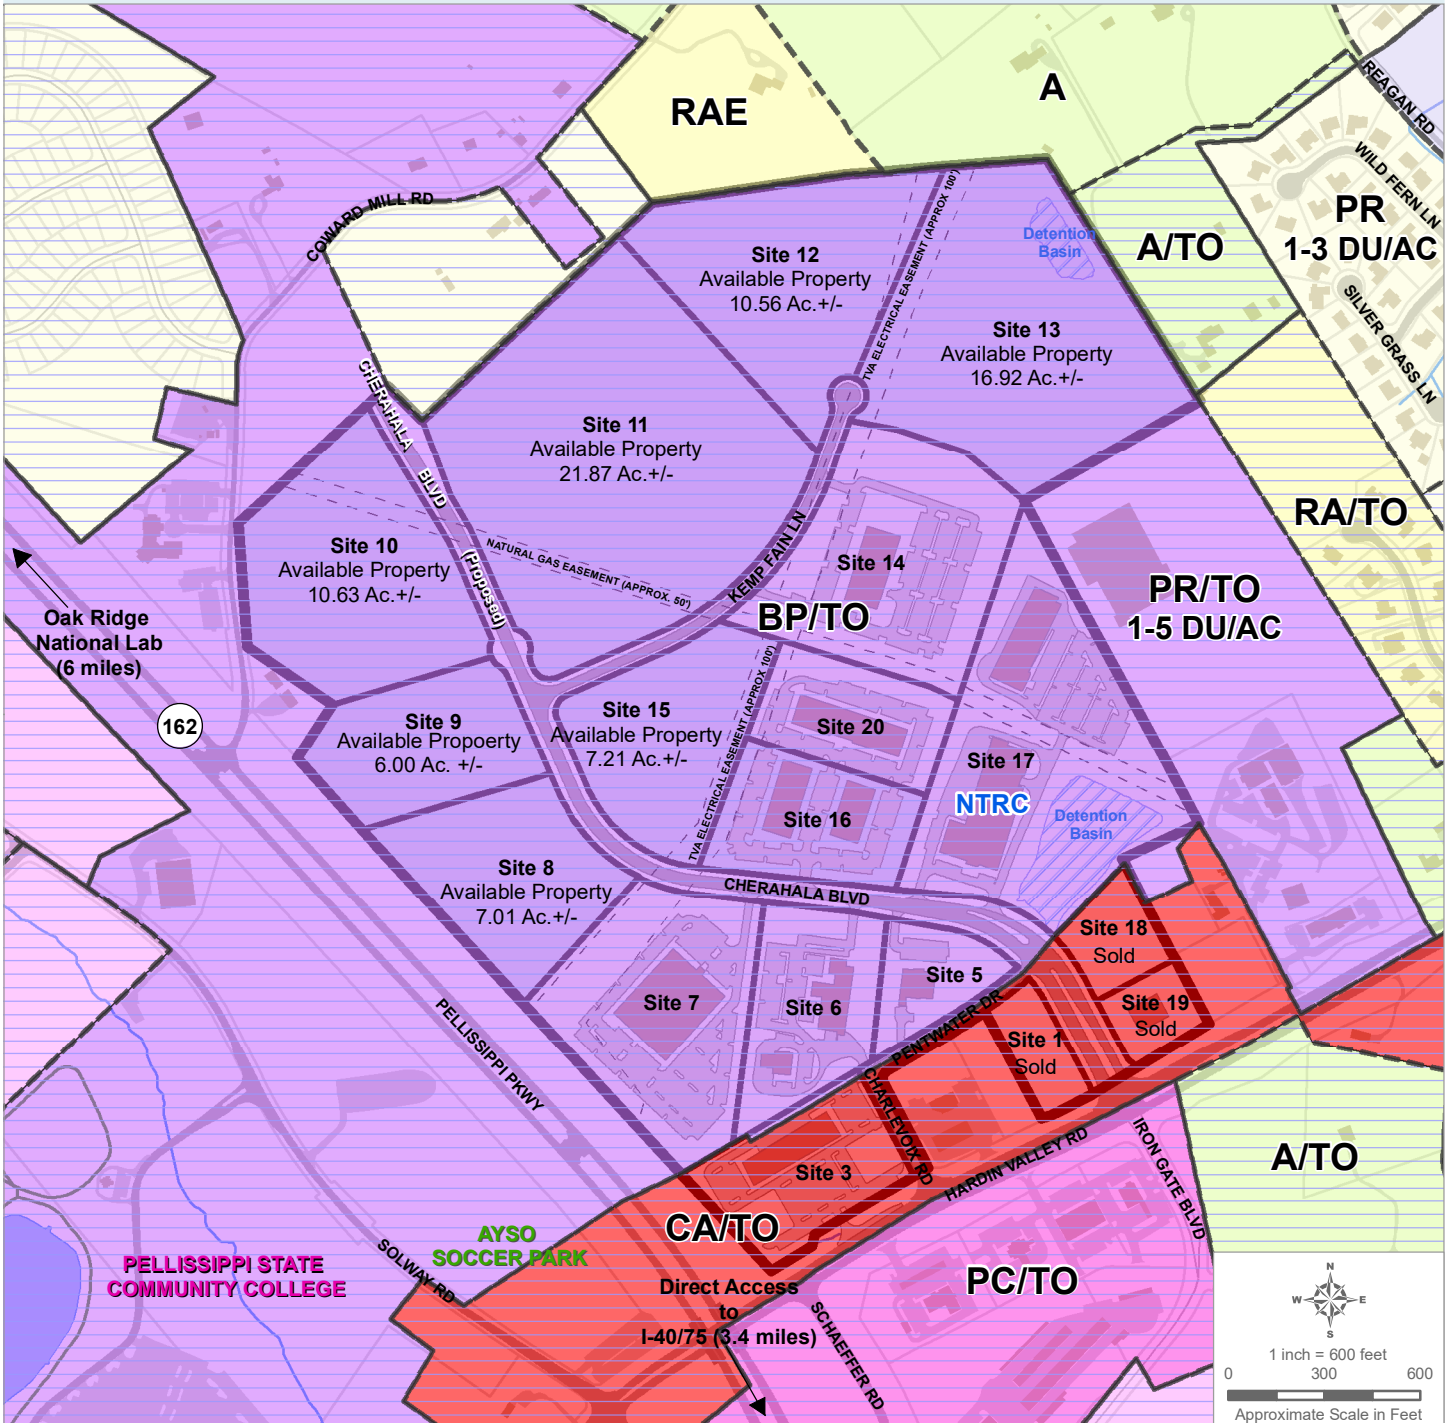 RAE
A
REAGAN RD
WILD FERN LN
PR
1-3 DU/AC
A/TO
SILVER GRASS LN
COWARD MILL RD
TVA ELECTRICAL EASEMENT (APPROX 100')
Detention
Basin
Site 12
Available Property
10.56 Ac.+/-
Site 13
Available Property
16.92 Ac.+/-
CHERAHALA
BLVD
(Proposed)
Site 11
Available Property
21.87 Ac.+/-
RA/TO
Site 10
Available Property
10.63 Ac.+/-
NATURAL GAS EASEMENT (APPROX. 50')
KEMP FAIN LN
Site 14
BP/TO
PR/TO
1-5 DU/AC
Oak Ridge
National Lab
(6 miles)
162
Site 9
Available Propoerty
6.00 Ac. +/-
Site 15
Available Property
7.21 Ac.+/-
TVA ELECTRICAL EASEMENT (APPROX 100')
Site 20
Site 17
NTRC
Site 16
Detention
Basin
Site 8
Available Property
7.01 Ac.+/-
CHERAHALA BLVD
Site 18
Sold
Site 5
Site 7
Site 6
Site 19
Sold
PENTWATER DR
Site 1
Sold
PELLISSIPPI PKWY
CHARLEVOIX RD
Site 3
HARDIN VALLEY RD
IRON GATE BLVD
A/TO
CA/TO
AYSO
SOCCER PARK
PELLISSIPPI STATE
COMMUNITY COLLEGE
SOLWAY RD
Direct Access
to
I-40/75 (3.4 miles)
SCHAEFFER RD
PC/TO
N
W E
S
1 inch = 600 feet
0 300 600
Approximate Scale in Feet